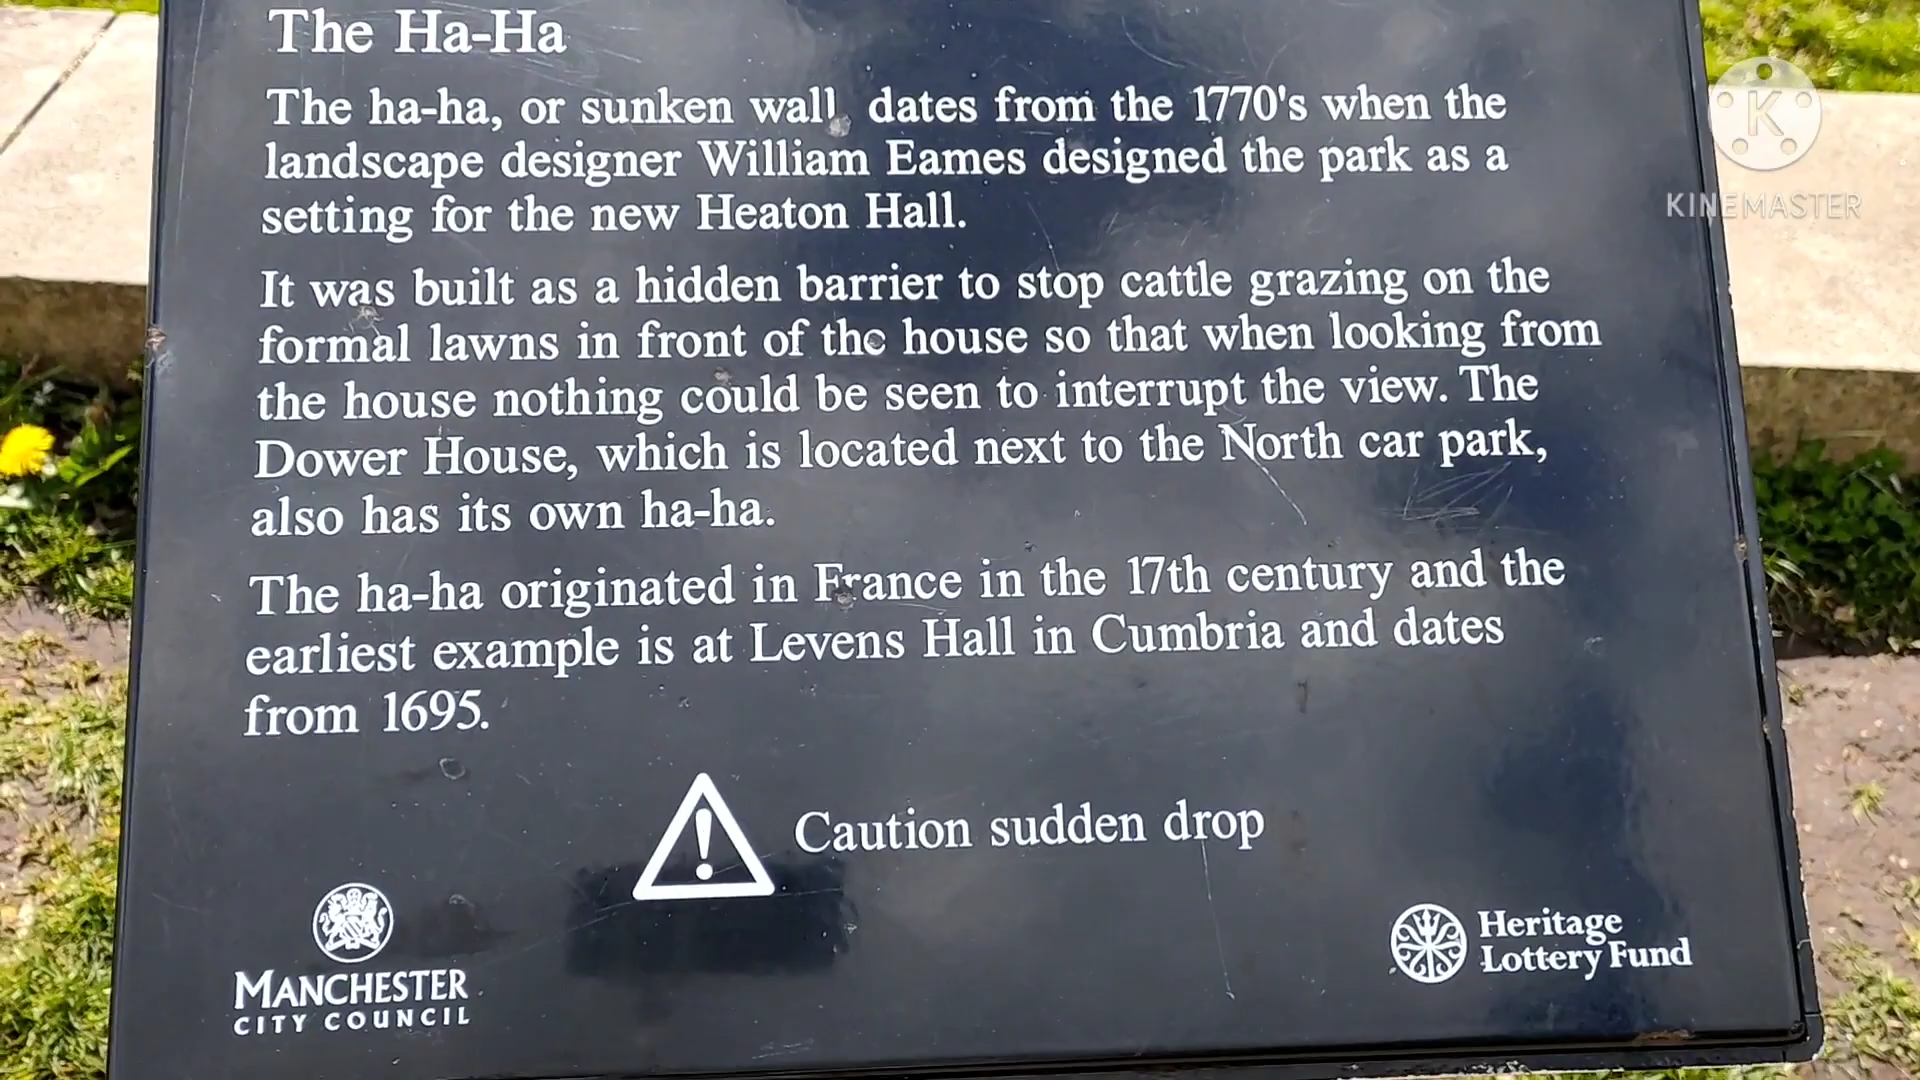 The Ha-Ha
The ha-ha, or sunken wall, dates from the 1770's when the
landscape designer William Eames designed the park as a
setting for the new Heaton Hall.
It was built as a hidden barrier to stop cattle grazing on the
formal lawns in front of the house so that when looking from
the house nothing could be seen to interrupt the view. The
Dower House, which is located next to the North car park,
also has its own ha-ha.
The ha-ha originated in France in the 17th century and the
earliest example is at Levens Hall in Cumbria and dates
from 1695.
Caution sudden drop
MANCHESTER
CITY COUNCIL
Heritage
Lottery Fund
K
KINEMASTER